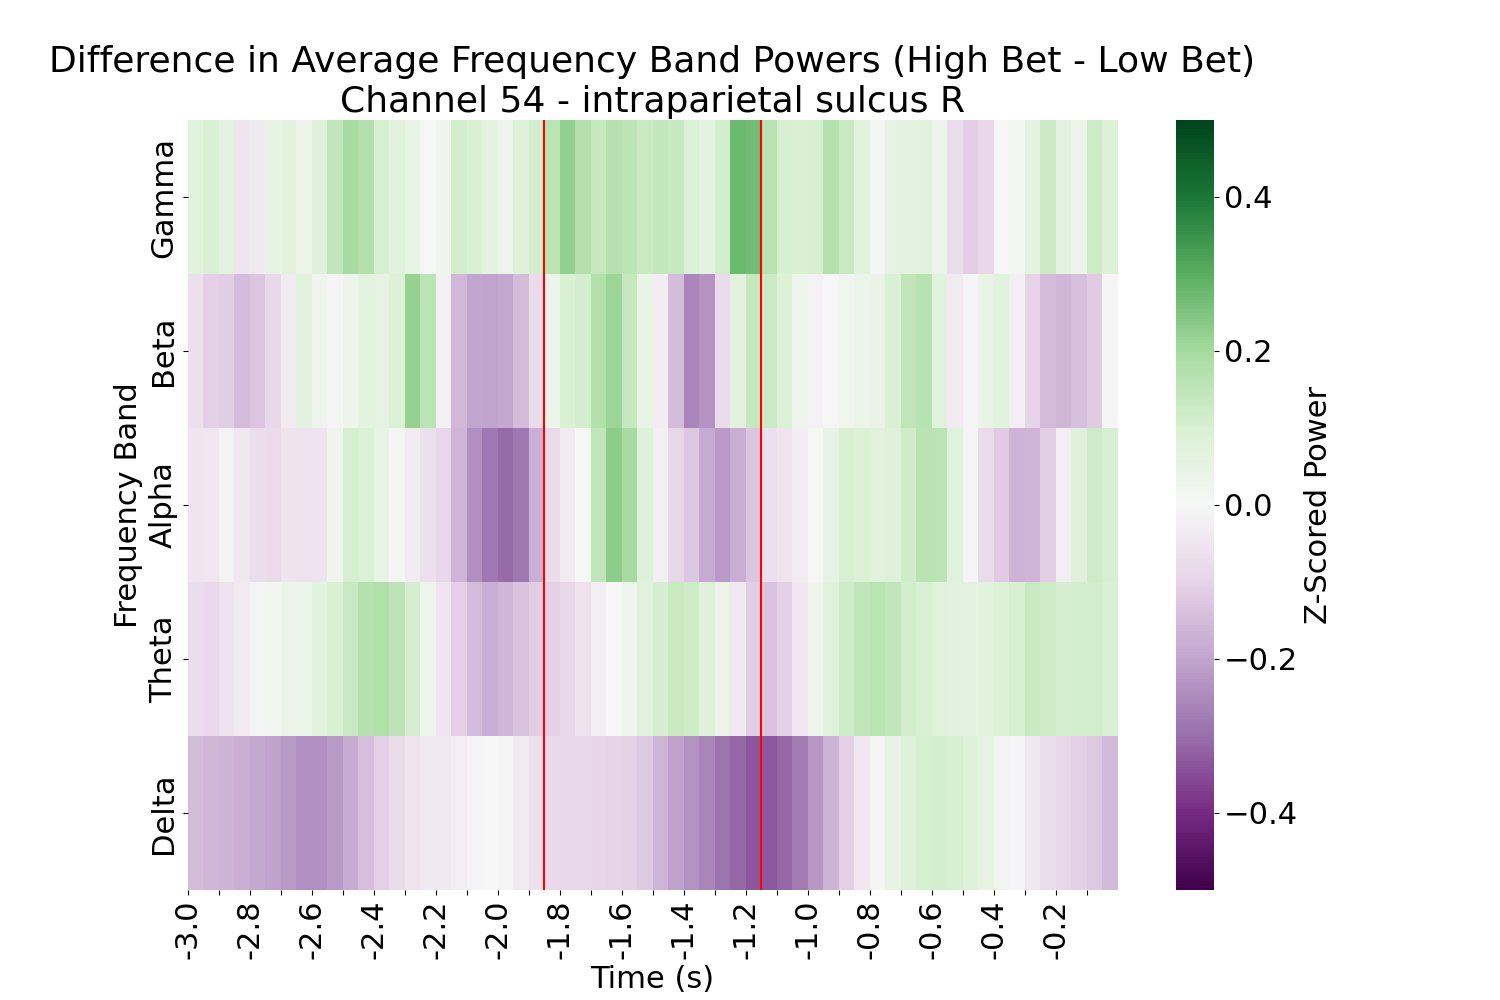 Difference in Average Frequency Band Powers (High Bet - Low Bet)
Channel 54 - intraparietal sulcus R
Frequency Band
Gamma
Beta
Alpha
Theta
Delta
-3.0
-2.8
-2.6
-2.4
-2.2
-2.0
-1.8
-1.6
-1.4
-1.2
-1.0
-0.8
-0.6
-0.4
-0.2
Time (s)
0.4
0.2
0.0
−0.2
−0.4
Z-Scored Power